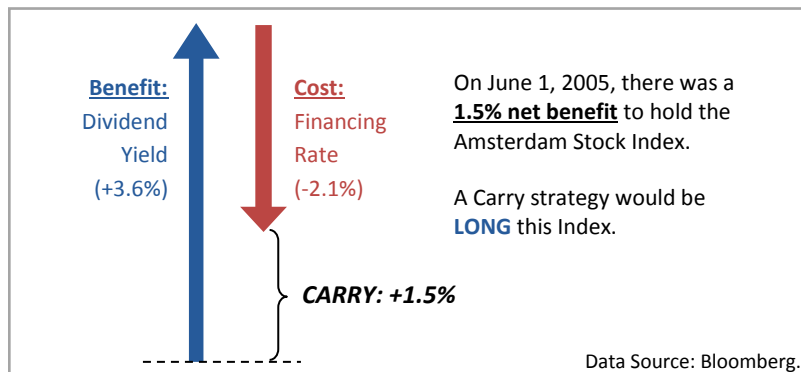 Benefit:
Dividend
Yield
(+3.6%)
Cost:
Financing
Rate
(-2.1%)
On June 1, 2005, there was a
1.5% net benefit to hold the
Amsterdam Stock Index.
A Carry strategy would be
LONG this Index.
CARRY: +1.5%
Data Source: Bloomberg.